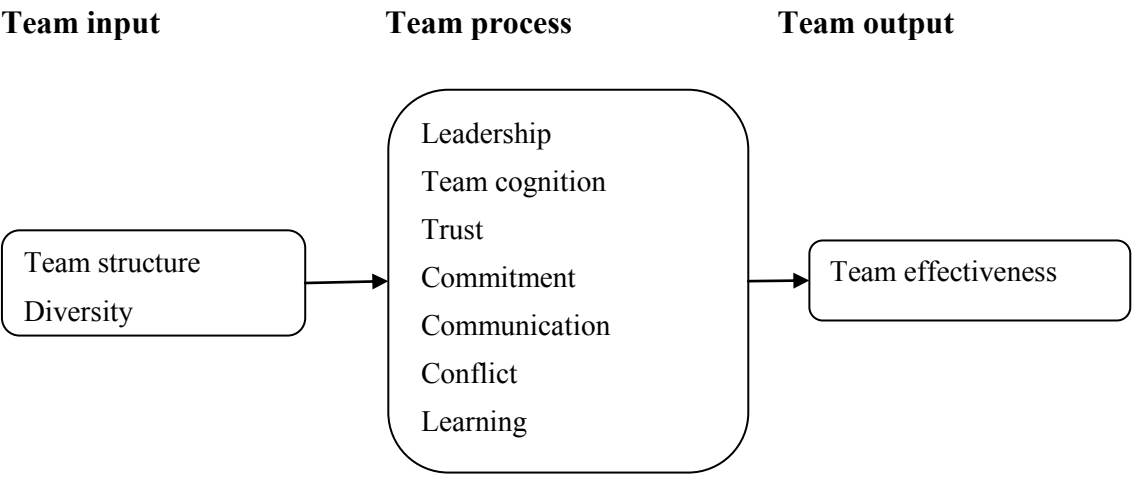 Team input
Team process
Team output
Team structure
Diversity
Leadership
Team cognition
Trust
Commitment
Communication
Conflict
Learning
Team effectiveness